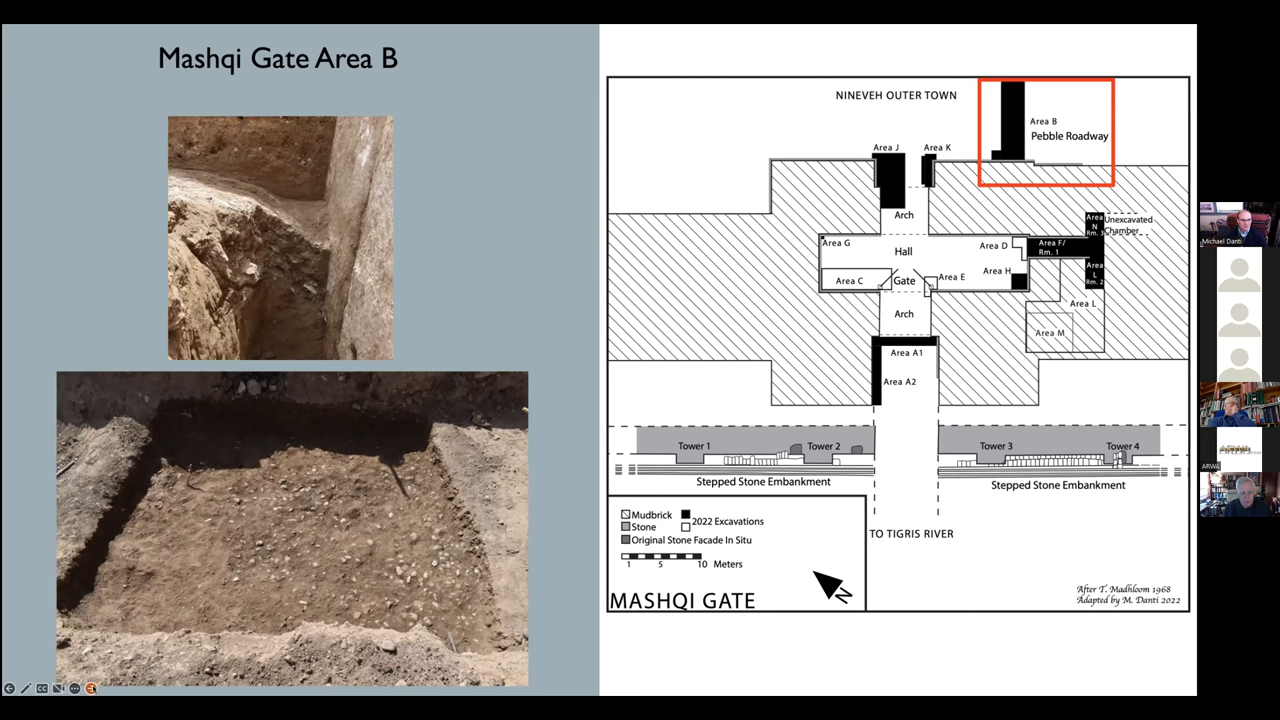 Mashqi Gate Area B
NINEVEH OUTER TOWN
Area B
Pebble Roadway
Area J
Area K
Arch
Area N Rm. 3
Unexcavated
Chamber
Area G
Hall
Area D
Area F/
Rm. 1
Area C
Gate
Area E
Area H
Area L Rm. 2
Area L
Arch
Area M
Area A1
Area A2
Tower 1
Tower 2
Tower 3
Tower 4
Stepped Stone Embankment
Stepped Stone Embankment
Mudbrick
Stone
2022 Excavations
Original Stone Facade In Situ
1 5 10 Meters
TO TIGRIS RIVER
N
MASHQI GATE
After T. Madhloom 1968
Adapted by M. Danti 2022
Michael Danti
ARWA
CC